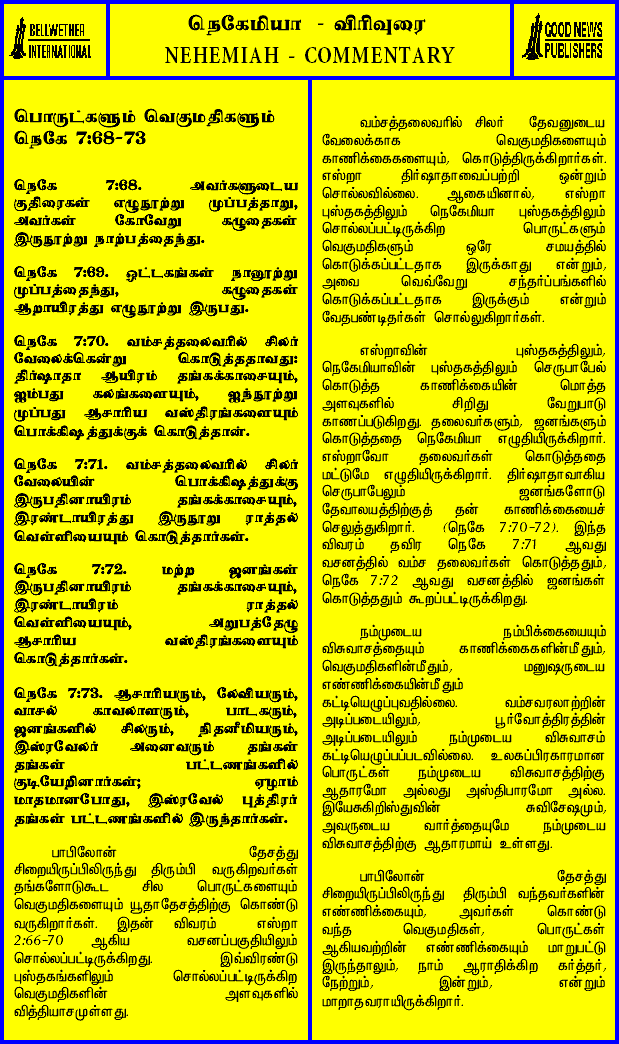 BELLWETHER
INTERNATIONAL
நெகேமியா - விரிவுரை
NEHEMIAH - COMMENTARY
GOOD NEWS
PUBLISHERS
பொருட்களும் வெகுமதிகளும்
நெகே 7:68-73
நெகே 7:68. அவர்களுடைய
குதிரைகள் எழுநூற்று முப்பத்தாறு,
அவர்கள் கோவேறு கழுதைகள்
இருநூற்று நாற்பத்தைந்து.
நெகே 7:69. ஒட்டகங்கள் நானூற்று
முப்பத்தைந்து, கழுதைகள்
ஆறாயிரத்து எழுநூற்று இருபது.
நெகே 7:70. வம்சத்தலைவரில் சிலர்
வேலைக்கென்று கொடுத்ததாவது:
திர்ஷாதா ஆயிரம் தங்கக்காசையும்,
ஐம்பது கலங்களையும், ஐந்நூற்று
முப்பது ஆசாரிய வஸ்திரங்களையும்
பொக்கிஷத்துக்குக் கொடுத்தான்.
நெகே 7:71. வம்சத்தலைவரில் சிலர்
வேலையின் பொக்கிஷத்துக்கு
இருபதினாயிரம் தங்கக்காசையும்,
இரண்டாயிரத்து இருநூறு ராத்தல்
வெள்ளியையும் கொடுத்தார்கள்.
நெகே 7:72. மற்ற ஜனங்கள்
இருபதினாயிரம் தங்கக்காசையும்,
இரண்டாயிரம் ராத்தல்
வெள்ளியையும், அறுபத்தேழு
ஆசாரிய வஸ்திரங்களையும்
கொடுத்தார்கள்.
நெகே 7:73. ஆசாரியரும், லேவியரும்,
வாசல் காவலாளரும், பாடகரும்,
ஜனங்களில் சிலரும், நிதனீமியரும்,
இஸ்ரவேலர் அனைவரும் தங்கள்
தங்கள் பட்டணங்களில்
குடியேறினார்கள்; ஏழாம்
மாதமானபோது, இஸ்ரவேல் புத்திரர்
தங்கள் பட்டணங்களில் இருந்தார்கள்.
பாபிலோன் தேசத்து
சிறையிருப்பிலிருந்து திரும்பி வருகிறவர்கள்
தங்களோடுகூட சில பொருட்களையும்
வெகுமதிகளையும் யூதாதேசத்திற்கு கொண்டு
வருகிறார்கள். இதன் விவரம் எஸ்றா
2:66-70 ஆகிய வசனப்பகுதியிலும்
சொல்லப்பட்டிருக்கிறது. இவ்விரண்டு
புஸ்தகங்களிலும் சொல்லப்பட்டிருக்கிற
வெகுமதிகளின் அளவுகளில்
வித்தியாசமுள்ளது.
வம்சத்தலைவரில் சிலர் தேவனுடைய
வேலைக்காக வெகுமதிகளையும்
காணிக்கைகளையும், கொடுத்திருக்கிறார்கள்.
எஸ்றா திர்ஷாதாவைப்பற்றி ஒன்றும்
சொல்லவில்லை. ஆகையினால், எஸ்றா
புஸ்தகத்திலும் நெகேமியா புஸ்தகத்திலும்
சொல்லப்பட்டிருக்கிற பொருட்களும்
வெகுமதிகளும் ஒரே சமயத்தில்
கொடுக்கப்பட்டதாக இருக்காது என்றும்,
அவை வெவ்வேறு சந்தர்ப்பங்களில்
கொடுக்கப்பட்டதாக இருக்கும் என்றும்
வேதபண்டிதர்கள் சொல்லுகிறார்கள்.
எஸ்றாவின் புஸ்தகத்திலும்,
நெகேமியாவின் புஸ்தகத்திலும் செருபாபேல்
கொடுத்த காணிக்கையின் மொத்த
அளவுகளில் சிறிது வேறுபாடு
காணப்படுகிறது. தலைவர்களும், ஜனங்களும்
கொடுத்ததை நெகேமியா எழுதியிருக்கிறார்.
எஸ்றாவோ தலைவர்கள் கொடுத்ததை
மட்டுமே எழுதியிருக்கிறார். திர்ஷாதாவாகிய
செருபாபேலும் ஜனங்களோடு
தேவாலயத்திற்குத் தன் காணிக்கையைச்
செலுத்துகிறார். (நெகே 7:70-72). இந்த
விவரம் தவிர நெகே 7:71 ஆவது
வசனத்தில் வம்ச தலைவர்கள் கொடுத்ததும்,
நெகே 7:72 ஆவது வசனத்தில் ஜனங்கள்
கொடுத்ததும் கூறப்பட்டிருக்கிறது.
நம்முடைய நம்பிக்கையையும்
விசுவாசத்தையும் காணிக்கைகளின்மீதும்,
வெகுமதிகளின்மீதும், மனுஷருடைய
எண்ணிக்கையின்மீதும்
கட்டியெழுப்புவதில்லை. வம்சவரலாற்றின்
அடிப்படையிலும், பூர்வோத்திரத்தின்
அடிப்படையிலும் நம்முடைய விசுவாசம்
கட்டியெழுப்பப்படவில்லை. உலகப்பிரகாரமான
பொருட்கள் நம்முடைய விசுவாசத்திற்கு
ஆதாரமோ அல்லது அஸ்திபாரமோ அல்ல.
இயேசுகிறிஸ்துவின் சுவிசேஷமும்,
அவருடைய வார்த்தையுமே நம்முடைய
விசுவாசத்திற்கு ஆதாரமாய் உள்ளது.
பாபிலோன் தேசத்து
சிறையிருப்பிலிருந்து திரும்பி வந்தவர்களின்
எண்ணிக்கையும், அவர்கள் கொண்டு
வந்த வெகுமதிகள், பொருட்கள்
ஆகியவற்றின் எண்ணிக்கையும் மாறுபட்டு
இருந்தாலும், நாம் ஆராதிக்கிற கர்த்தர்,
நேற்றும், இன்றும், என்றும்
மாறாதவராயிருக்கிறார்.